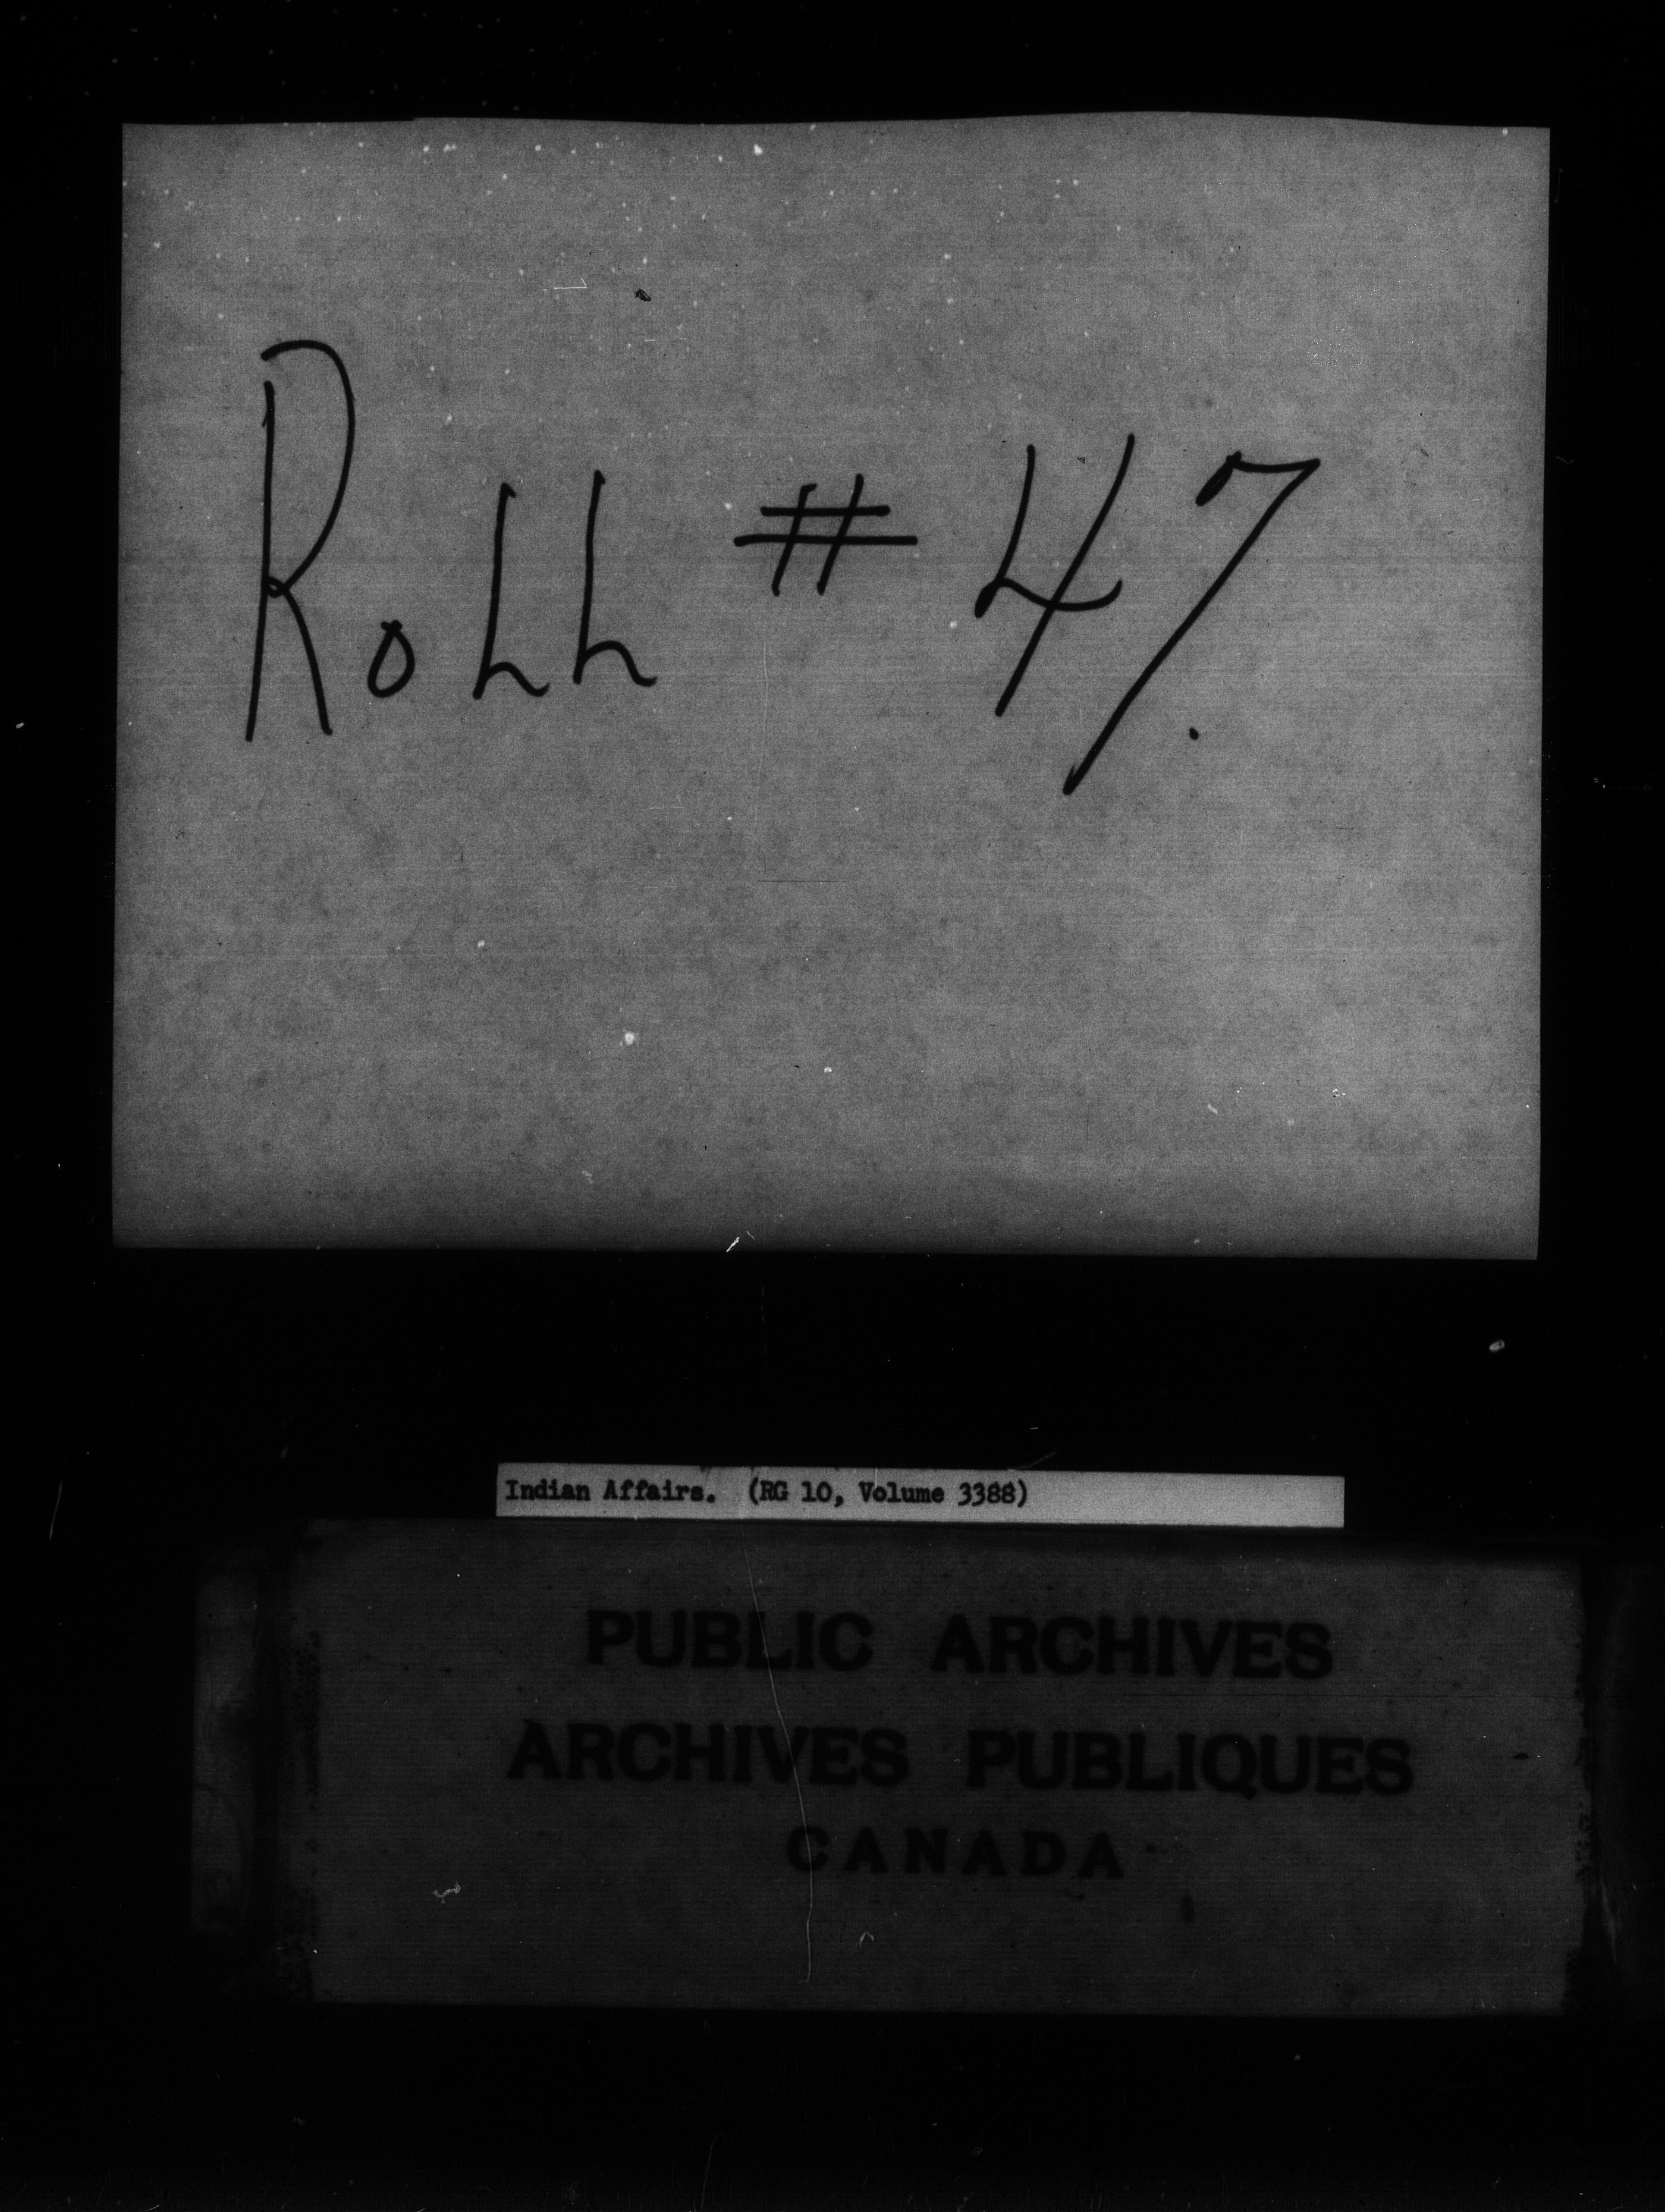 RoLL # 47.
Indian Affairs. (RG 10, Volume 3388)
PUBLIC ARCHIVES
ARCHIVES PUBLIQUES
CANADA